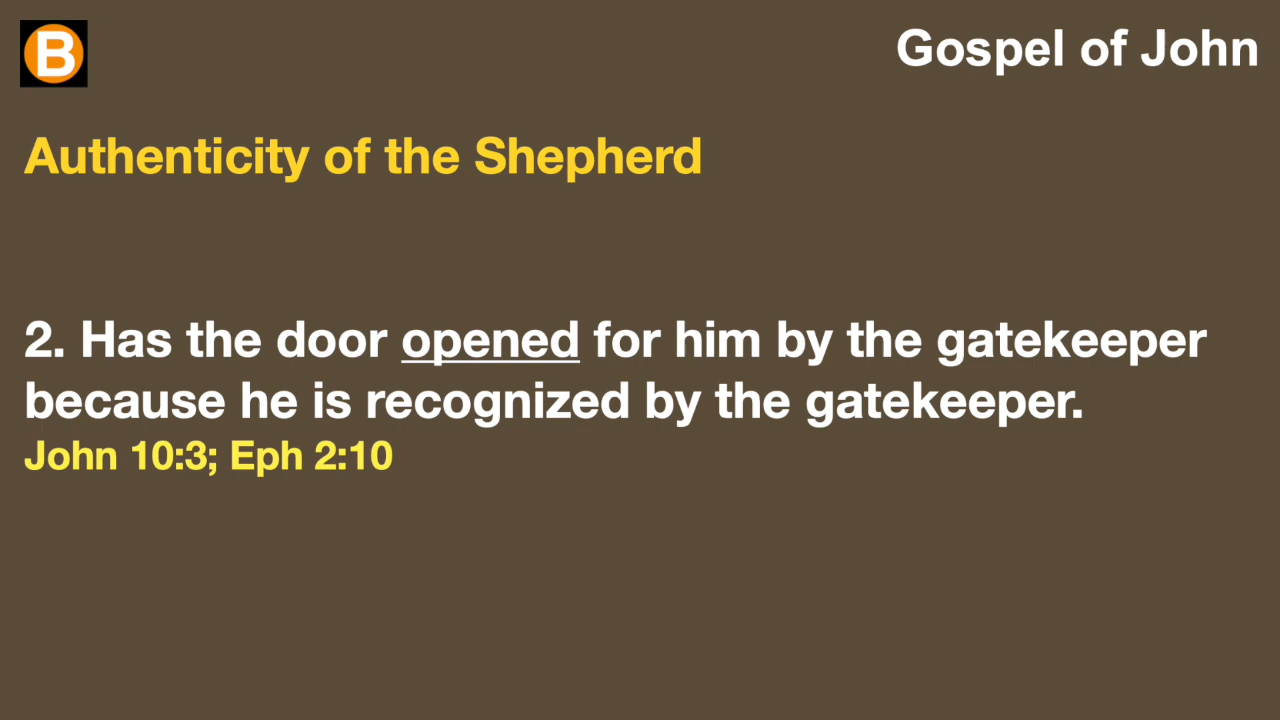 B
Gospel of John
Authenticity of the Shepherd
2. Has the door opened for him by the gatekeeper
because he is recognized by the gatekeeper.
John 10:3; Eph 2:10